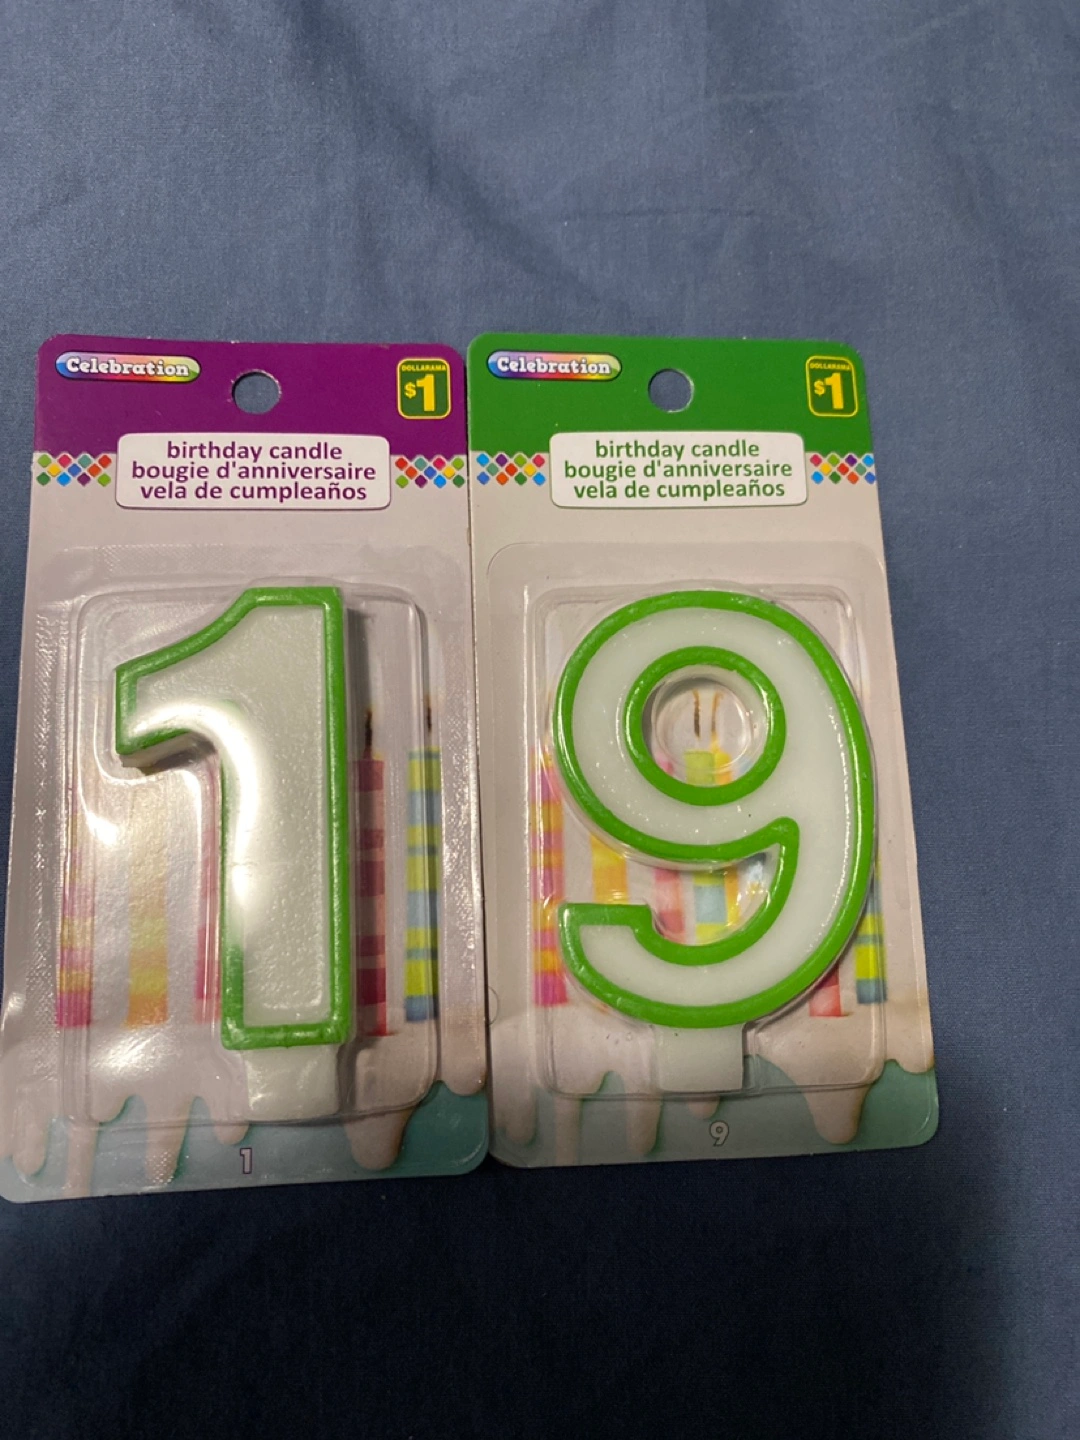 Celebration
DOLLARAMA
$1
birthday candle
bougie d'anniversaire
vela de cumpleaños
1
1
Celebration
DOLLARAMA
$1
birthday candle
bougie d'anniversaire
vela de cumpleaños
9
9